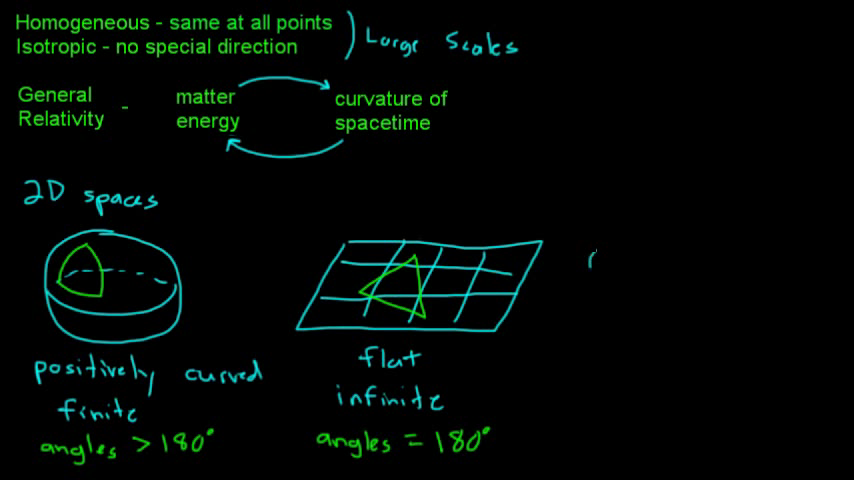 Homogeneous - same at all points
Isotropic - no special direction
Large Scales
General Relativity - matter energy
curvature of spacetime
2D spaces
positively curved
finite
angles > 180°
flat
infinite
angles = 180°